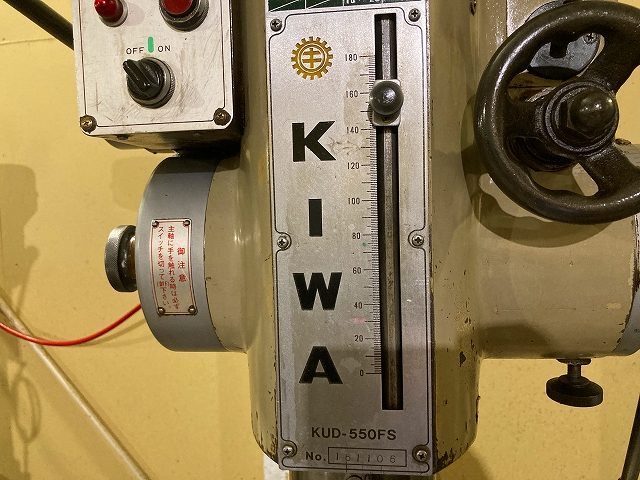 OFF ON
180
160
140
120
100
80
60
40
20
0
K
I
W
A
御注意
主軸に手を触れる時は必ず
スイッチを切って御下さい
KUD-550FS
No. 161106